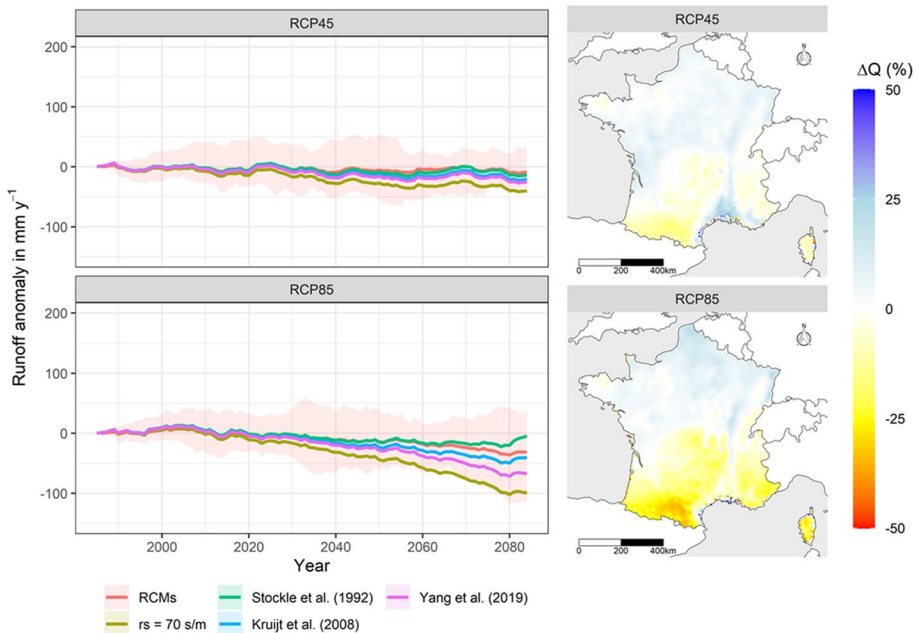 RCP45
200
100
0
-100
RCP85
200
100
0
-100
2000 2020 2040 2060 2080
Year
Runoff anomaly in mm y⁻¹
RCMs
rs = 70 s/m
Stockle et al. (1992)
Kruijt et al. (2008)
Yang et al. (2019)
RCP45
N
0 200 400km
RCP85
N
0 200 400km
ΔQ (%)
50
25
0
-25
-50